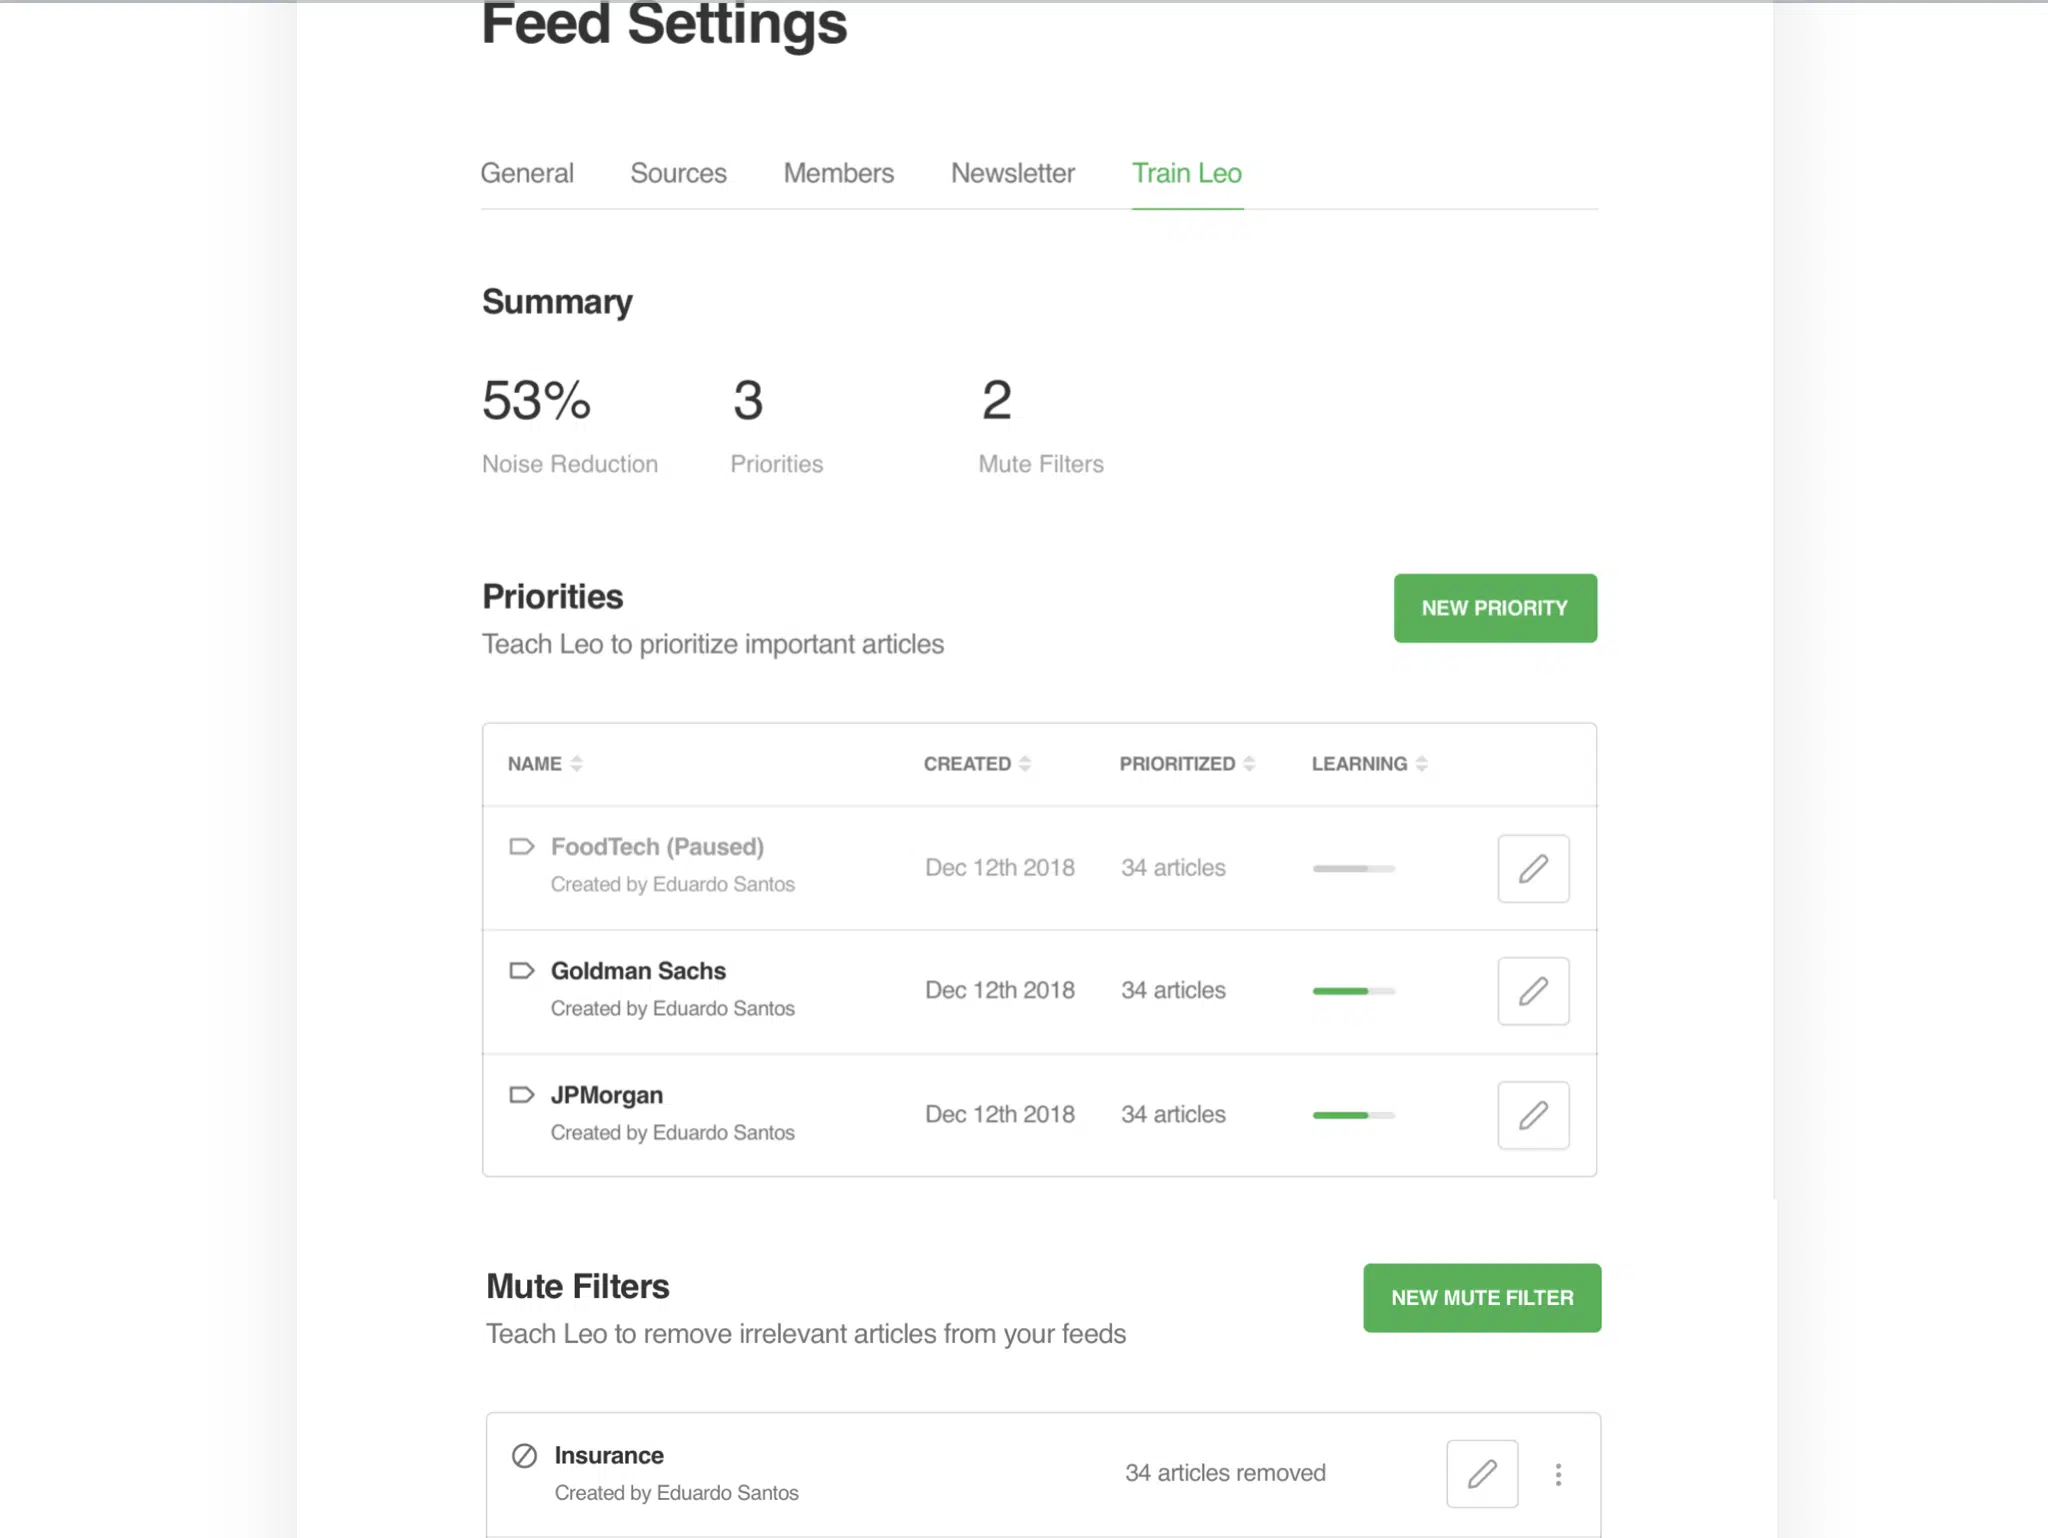 Feed Settings
General Sources Members Newsletter Train Leo
Summary
53% 3 2
Noise Reduction Priorities Mute Filters
Priorities
NEW PRIORITY
Teach Leo to prioritize important articles
NAME CREATED PRIORITIZED LEARNING
FoodTech (Paused)
Created by Eduardo Santos
Dec 12th 2018 34 articles
Goldman Sachs
Created by Eduardo Santos
Dec 12th 2018 34 articles
JPMorgan
Created by Eduardo Santos
Dec 12th 2018 34 articles
Mute Filters
NEW MUTE FILTER
Teach Leo to remove irrelevant articles from your feeds
Insurance
Created by Eduardo Santos
34 articles removed